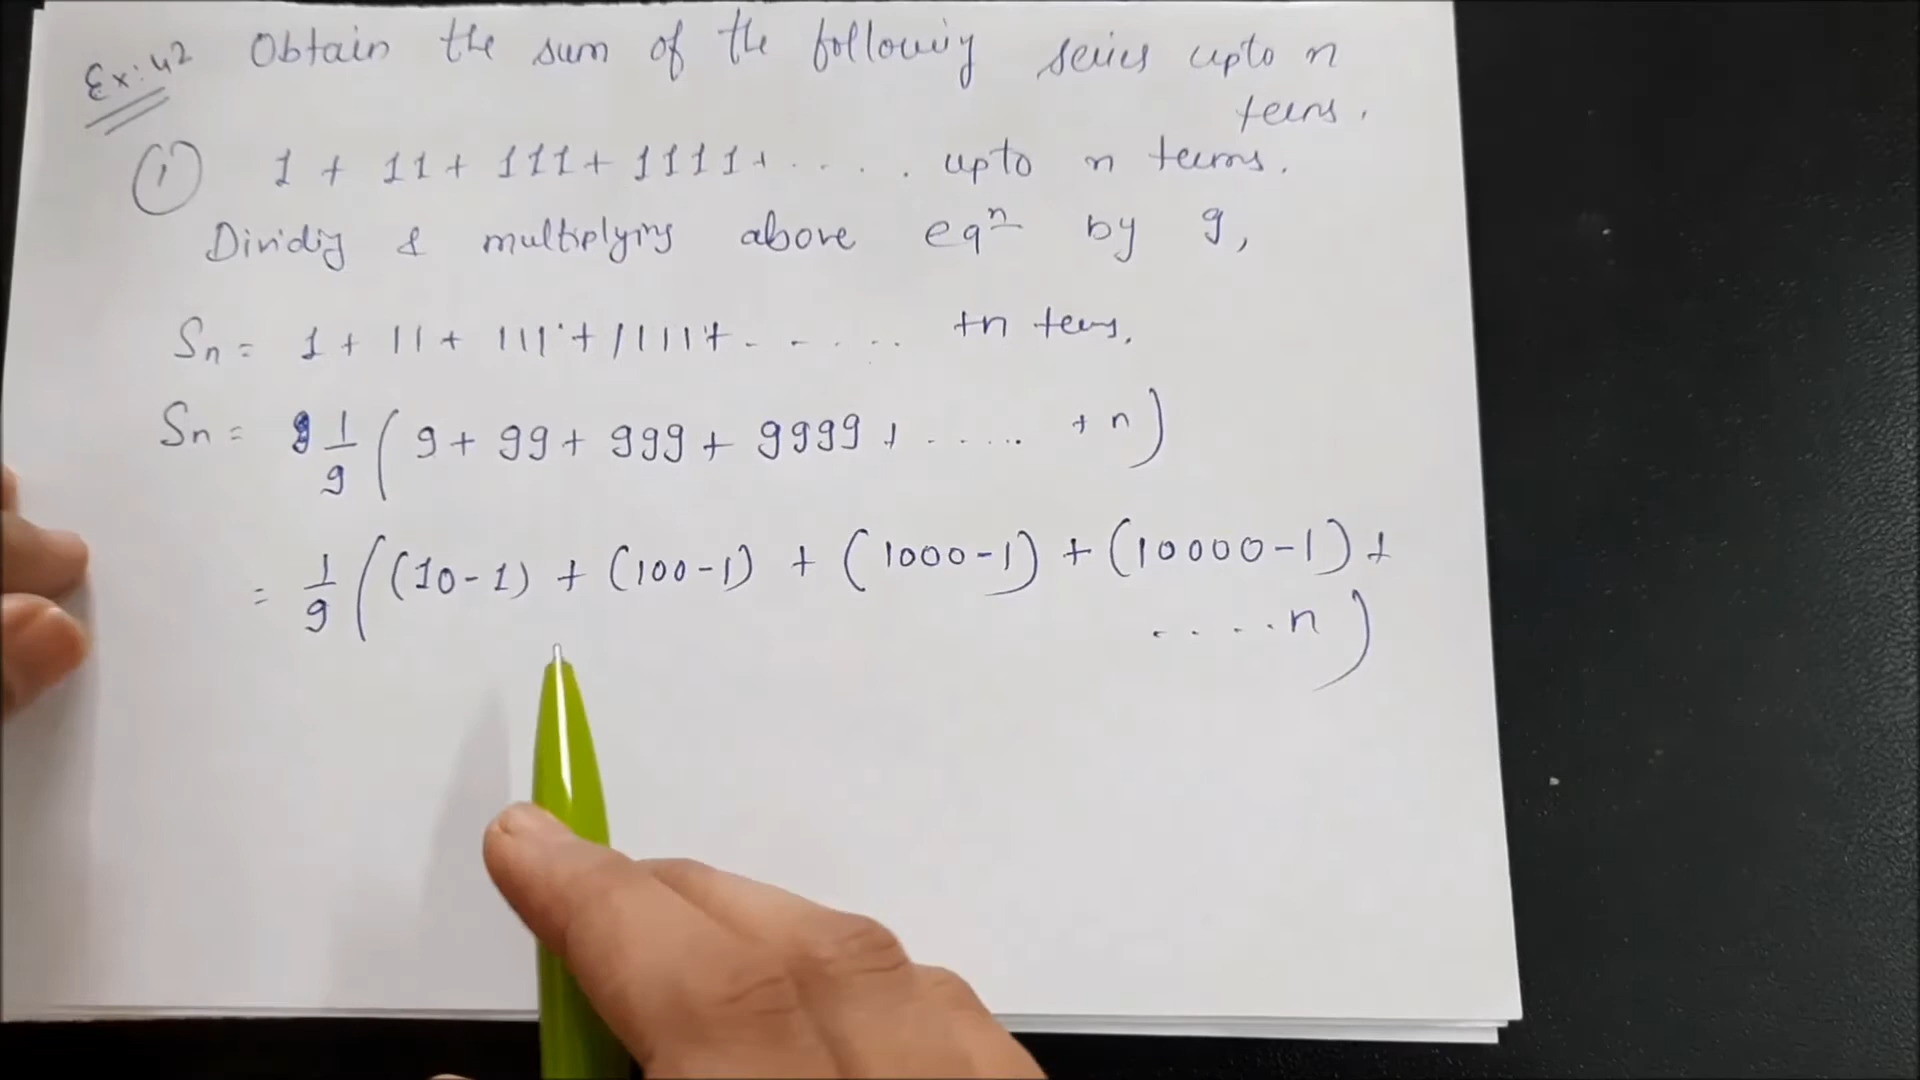 Ex: 42 Obtain the sum of the following series upto n
terms.
① 1 + 11 + 111 + 1111 + . . . . upto n terms.
Dividing & multiplying above eqⁿ by 9,
Sn = 1 + 11 + 111 + 1111 + - - . . . . +n terms.
Sn = 1/9 ( 9 + 99 + 999 + 9999 + . . . . . + n )
= 1/9 ( (10-1) + (100-1) + (1000-1) + (10000-1) +
. . . . n )